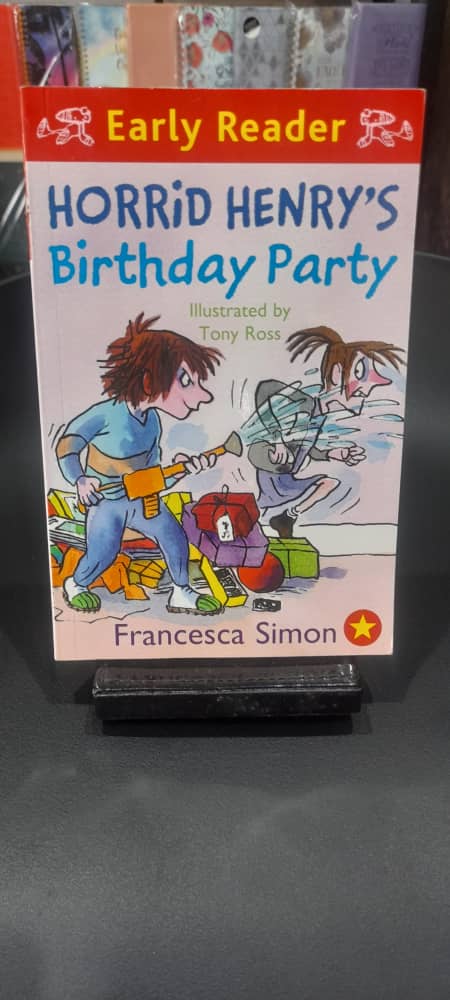 Early Reader
HORRiD HENRY'S
Birthday Party
Illustrated by
Tony Ross
Francesca Simon